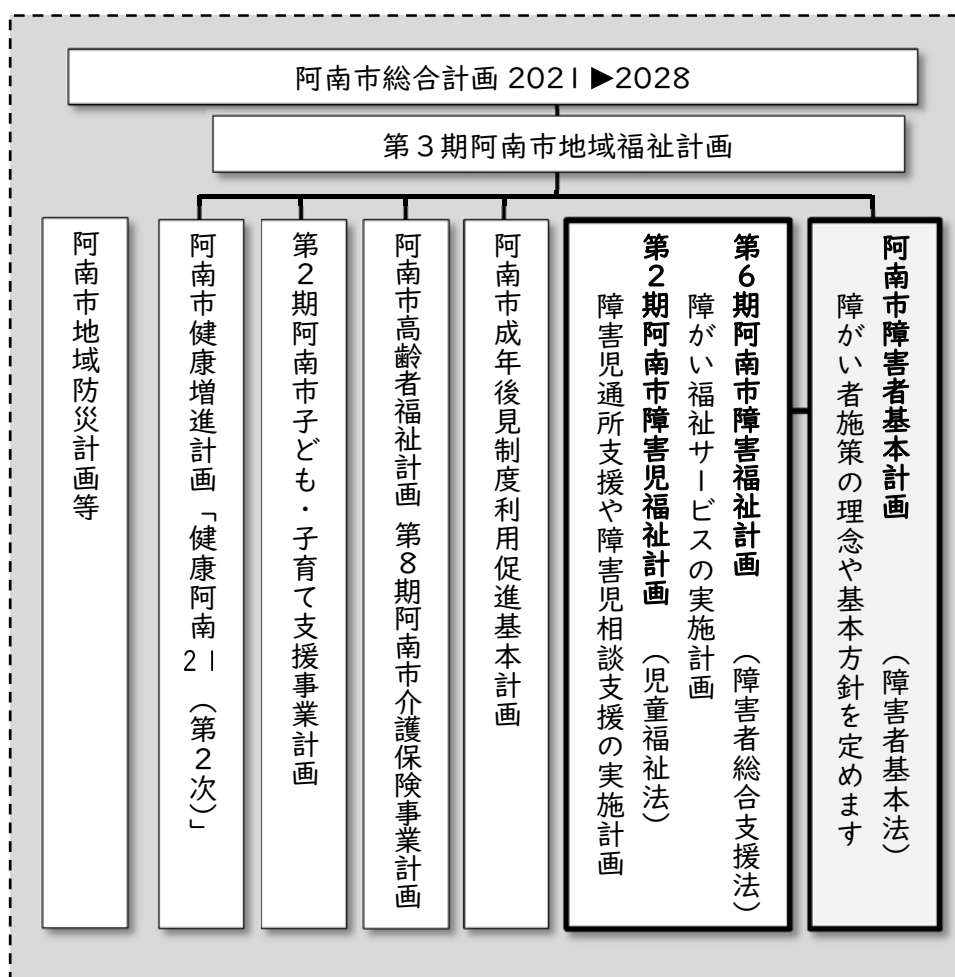 阿南市総合計画 2021▶2028
第3期阿南市地域福祉計画
阿南市障害者基本計画 (障害者基本法)
障がい者施策の理念や基本方針を定めます
第6期阿南市障害福祉計画 (障害者総合支援法)
障がい福祉サービスの実施計画
第2期阿南市障害児福祉計画 (児童福祉法)
障害児通所支援や障害児相談支援の実施計画
阿南市成年後見制度利用促進基本計画
阿南市高齢者福祉計画 第8期阿南市介護保険事業計画
第2期阿南市子ども・子育て支援事業計画
阿南市健康増進計画「健康阿南21(第2次)」
阿南市地域防災計画等